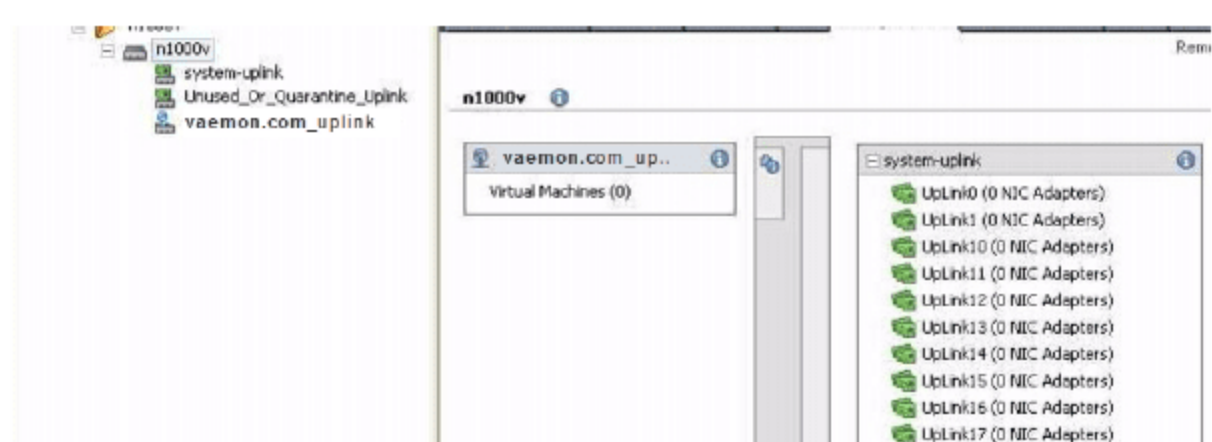 n1000v
system-uplink
Unused_Or_Quarantine_Uplink
vaemon.com_uplink
n1000v
vaemon.com_up..
Virtual Machines (0)
system-uplink
UpLink0 (0 NIC Adapters)
UpLink1 (0 NIC Adapters)
UpLink10 (0 NIC Adapters)
UpLink11 (0 NIC Adapters)
UpLink12 (0 NIC Adapters)
UpLink13 (0 NIC Adapters)
UpLink14 (0 NIC Adapters)
UpLink15 (0 NIC Adapters)
UpLink16 (0 NIC Adapters)
UpLink17 (0 NIC Adapters)